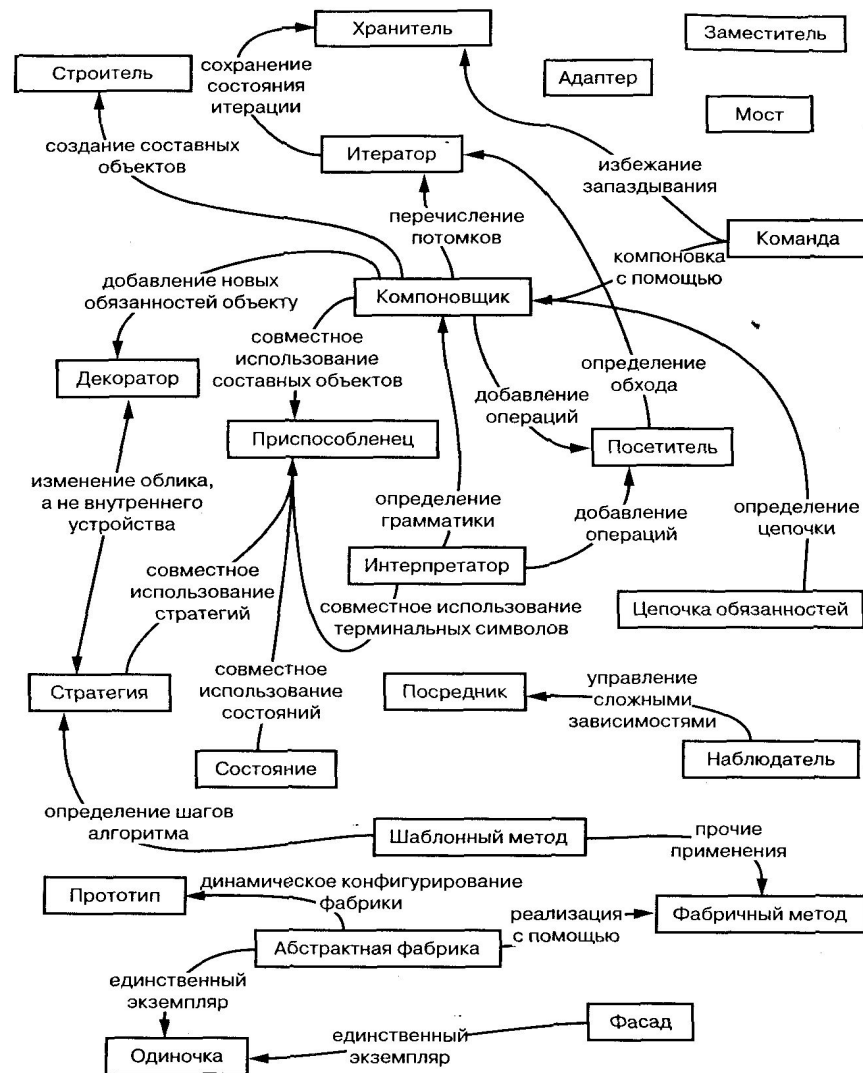 Хранитель
Заместитель
Строитель
сохранение
состояния
итерации
Адаптер
Мост
создание составных
объектов
Итератор
избежание
запаздывания
перечисление
потомков
Команда
добавление новых
обязанностей объекту
Компоновщик
компоновка
с помощью
совместное
использование
составных объектов
Декоратор
определение
обхода
добавление
операций
Приспособленец
Посетитель
изменение облика,
а не внутреннего
устройства
определение
грамматики
добавление
операций
определение
цепочки
совместное
использование
стратегий
Интерпретатор
совместное использование
терминальных символов
Цепочка обязанностей
Стратегия
совместное
использование
состояний
Посредник
управление
сложными
зависимостями
Состояние
Наблюдатель
определение шагов
алгоритма
Шаблонный метод
прочие
применения
Прототип
динамическое конфигурирование
фабрики
Фабричный метод
Абстрактная фабрика
реализация
с помощью
единственный
экземпляр
Фасад
Одиночка
единственный
экземпляр